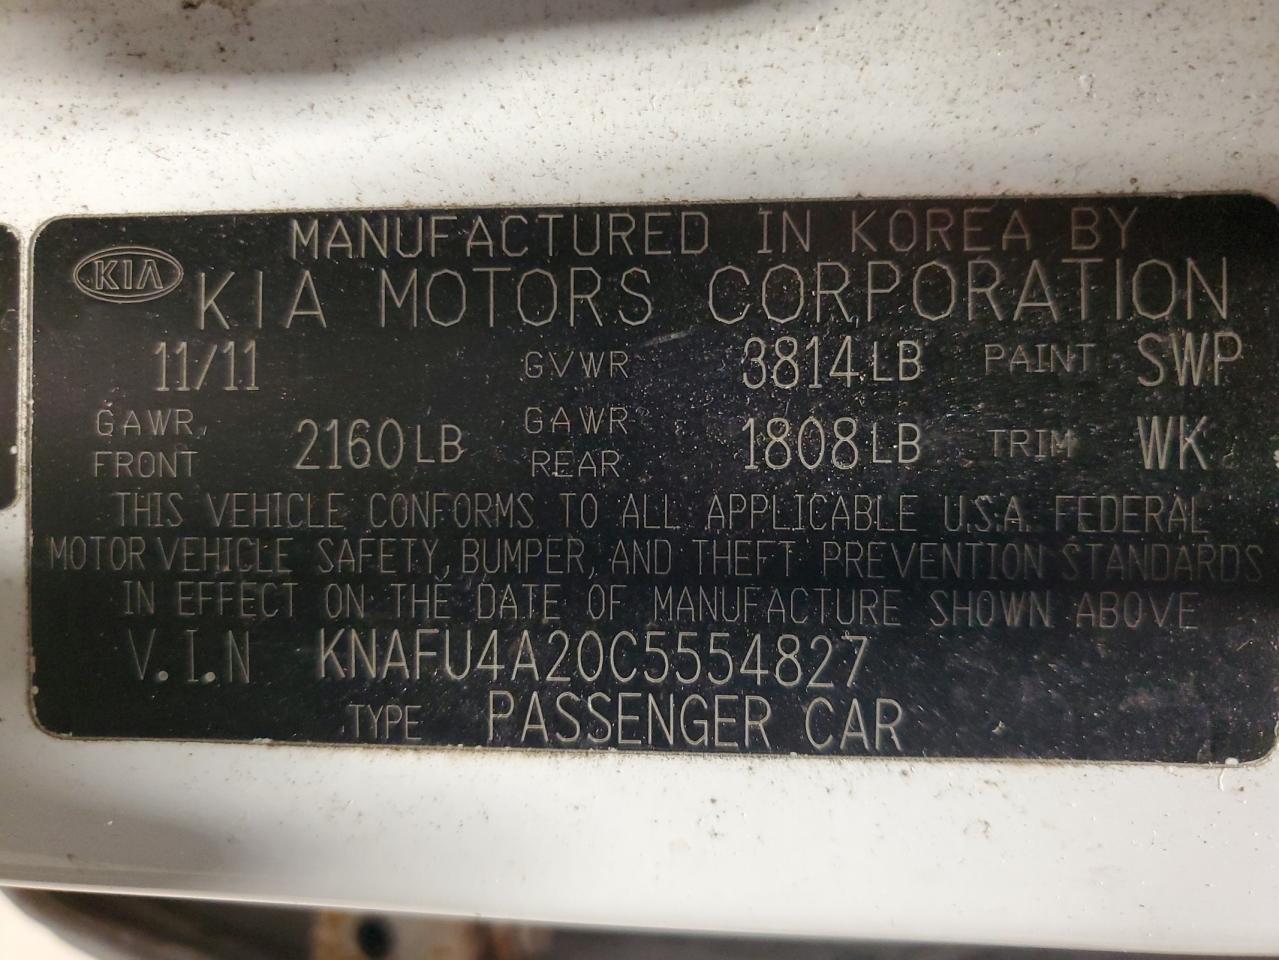 MANUFACTURED IN KOREA BY
KIA KIA MOTORS CORPORATION
11/11 GVWR 3814LB PAINT SWP
GAWR FRONT 2160LB GAWR REAR 1808LB TRIM WK
THIS VEHICLE CONFORMS TO ALL APPLICABLE U.S.A. FEDERAL
MOTOR VEHICLE SAFETY, BUMPER, AND THEFT PREVENTION STANDARDS
IN EFFECT ON THE DATE OF MANUFACTURE SHOWN ABOVE
V.I.N KNAFU4A20C5554827
TYPE PASSENGER CAR